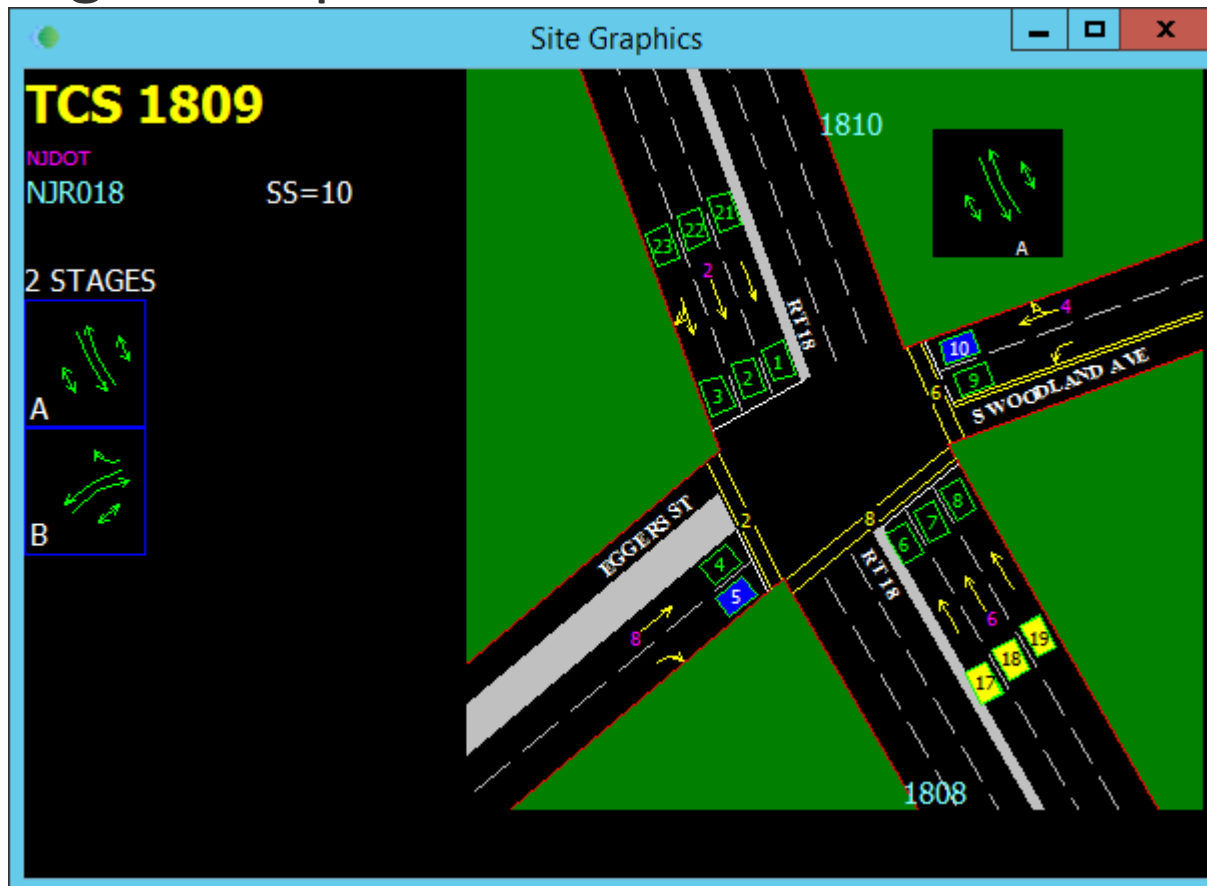 Site Graphics
TCS 1809
NJDOT
NJR018 SS=10
2 STAGES
A
B
1810
A
23 22 21
2
RT18
3 2 1
4
10
9
6
S WOODLAND AVE
EGGERS ST
2
4
5
8
8
6 7 8
RT 18
6
17 18 19
1808